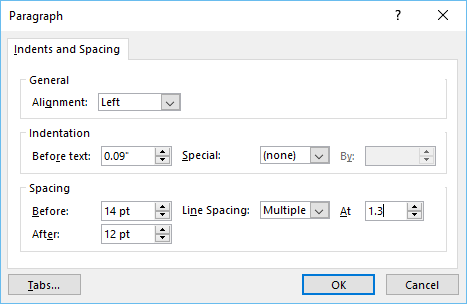 Paragraph ? ×
Indents and Spacing
General
Alignment: Left
Indentation
Before text: 0.09" Special: (none) By:
Spacing
Before: 14 pt Line Spacing: Multiple At 1.3
After: 12 pt
Tabs... OK Cancel